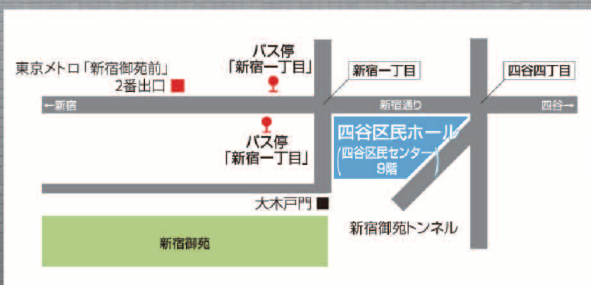 バス停
「新宿一丁目」
東京メトロ「新宿御苑前」
2番出口
新宿一丁目
四谷四丁目
←新宿
新宿通り
四谷→
バス停
「新宿一丁目」
四谷区民ホール
(四谷区民センター)
9階
大木戸門
新宿御苑トンネル
新宿御苑